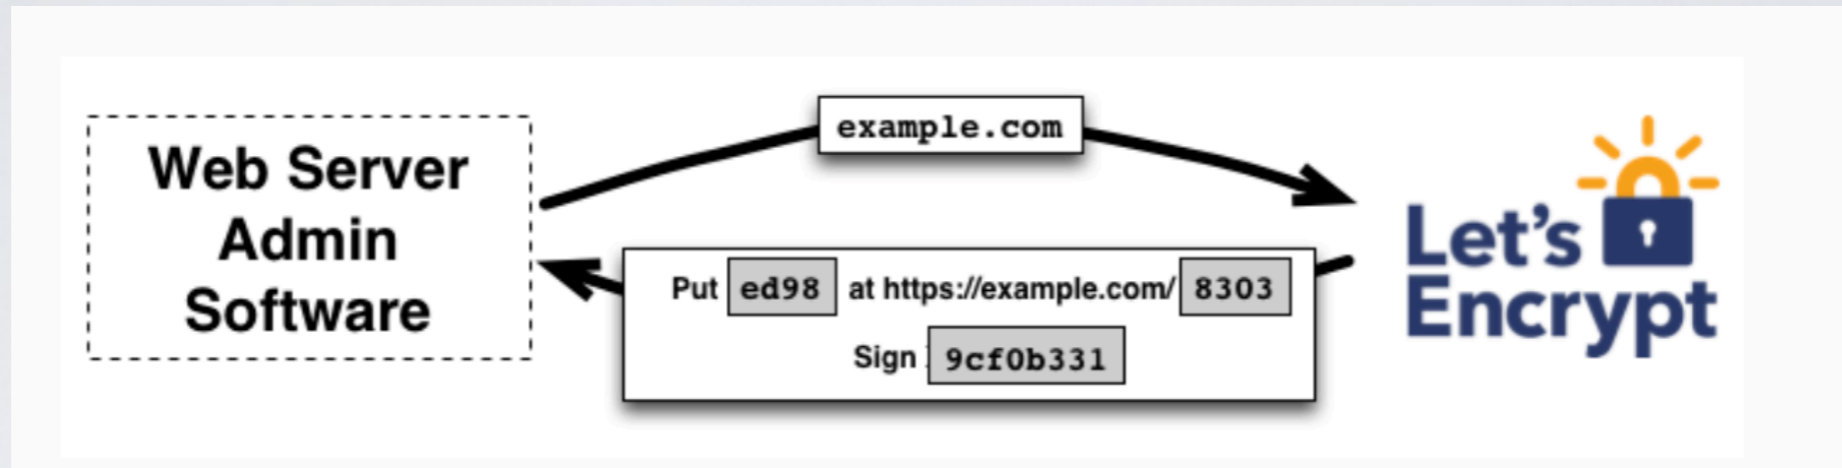 Web Server
Admin
Software
example.com
Put ed98 at https://example.com/ 8303
Sign 9cf0b331
Let's
Encrypt